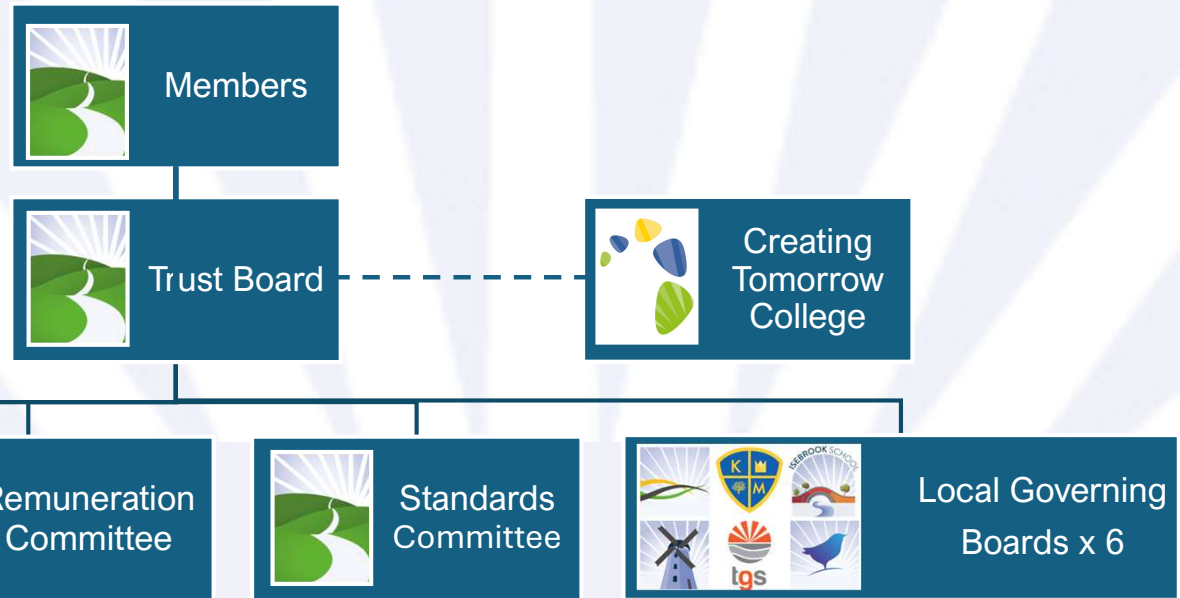 Members
Trust Board
Creating
Tomorrow
College
Remuneration
Committee
Standards
Committee
K
M
ISEBROOK SCHOOL
tgs
Local Governing
Boards x 6